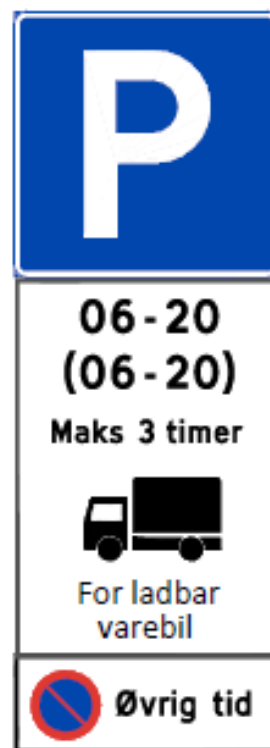 P
06-20
(06-20)
Maks 3 timer
For ladbar
varebil
Øvrig tid